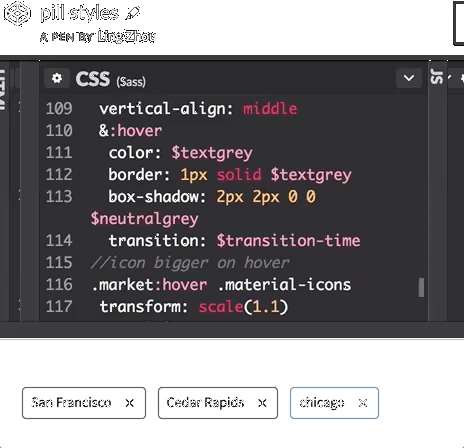 pill styles
A PEN BY LingZhou
HTML
CSS (Sass)
JS
109 vertical-align: middle
110 &:hover
111 color: $textgrey
112 border: 1px solid $textgrey
113 box-shadow: 2px 2px 0 0
$neutralgrey
114 transition: $transition-time
115 //icon bigger on hover
116 .market:hover .material-icons
117 transform: scale(1.1)
San Francisco ×
Cedar Rapids ×
chicago ×